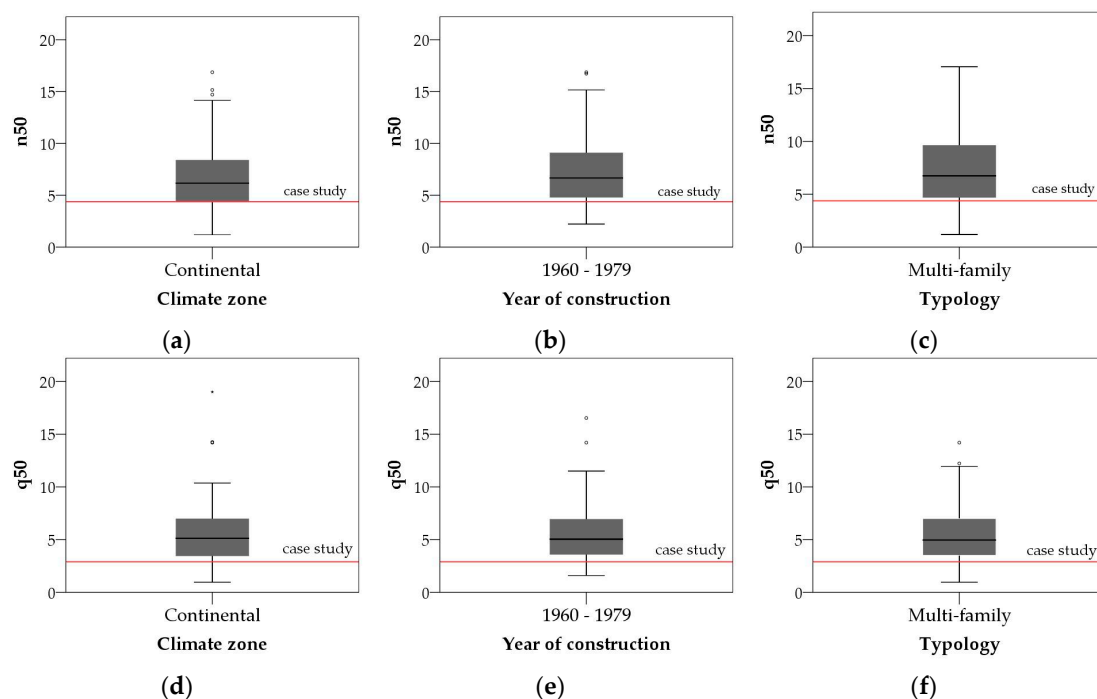 20
15
10
5
0
n50
case study
Continental
Climate zone
(a)
20
15
10
5
0
n50
case study
1960 - 1979
Year of construction
(b)
20
15
10
5
0
n50
case study
Multi-family
Typology
(c)
20
15
10
5
0
q50
case study
Continental
Climate zone
(d)
20
15
10
5
0
q50
case study
1960 - 1979
Year of construction
(e)
20
15
10
5
0
q50
case study
Multi-family
Typology
(f)